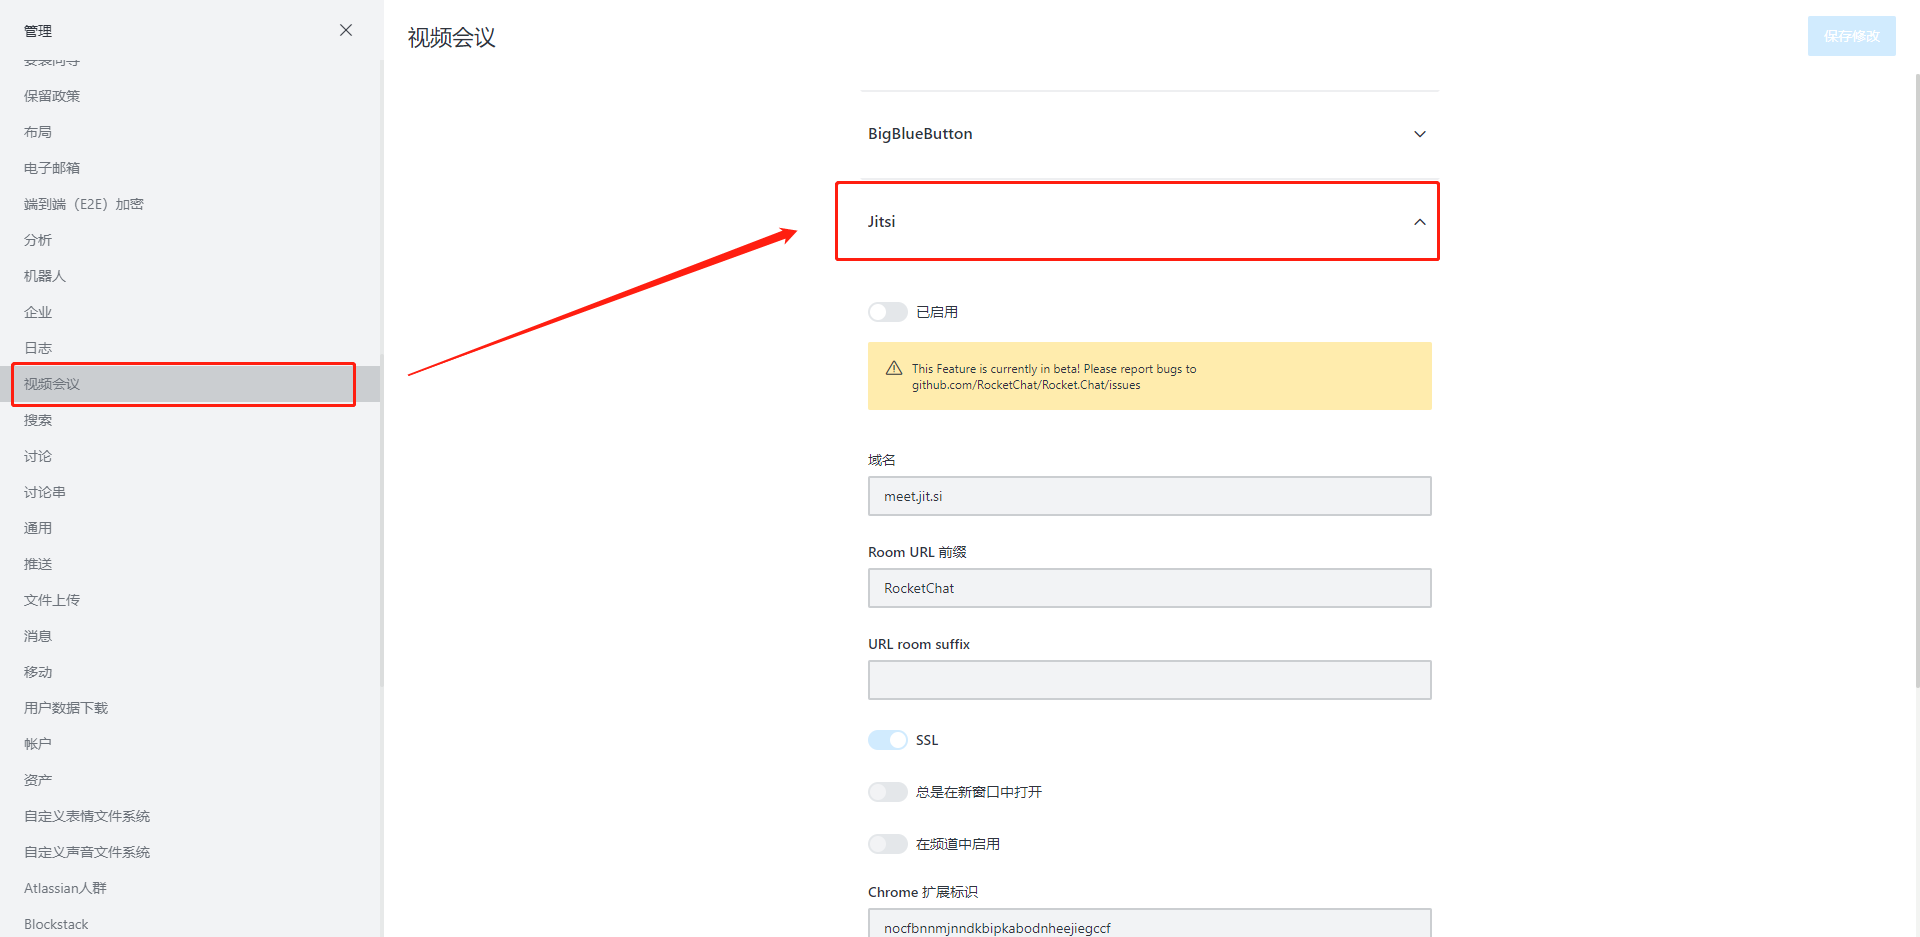 管理
安装向导
保留政策
布局
电子邮箱
端到端（E2E）加密
分析
机器人
企业
日志
视频会议
搜索
讨论
讨论串
通用
推送
文件上传
消息
移动
用户数据下载
帐户
资产
自定义表情文件系统
自定义声音文件系统
Atlassian人群
Blockstack
视频会议
保存修改
BigBlueButton
Jitsi
已启用
This Feature is currently in beta! Please report bugs to
github.com/RocketChat/Rocket.Chat/issues
域名
meet.jit.si
Room URL 前缀
RocketChat
URL room suffix
SSL
总是在新窗口中打开
在频道中启用
Chrome 扩展标识
nocfbnnmjnndkbipkabodnheejiegccf